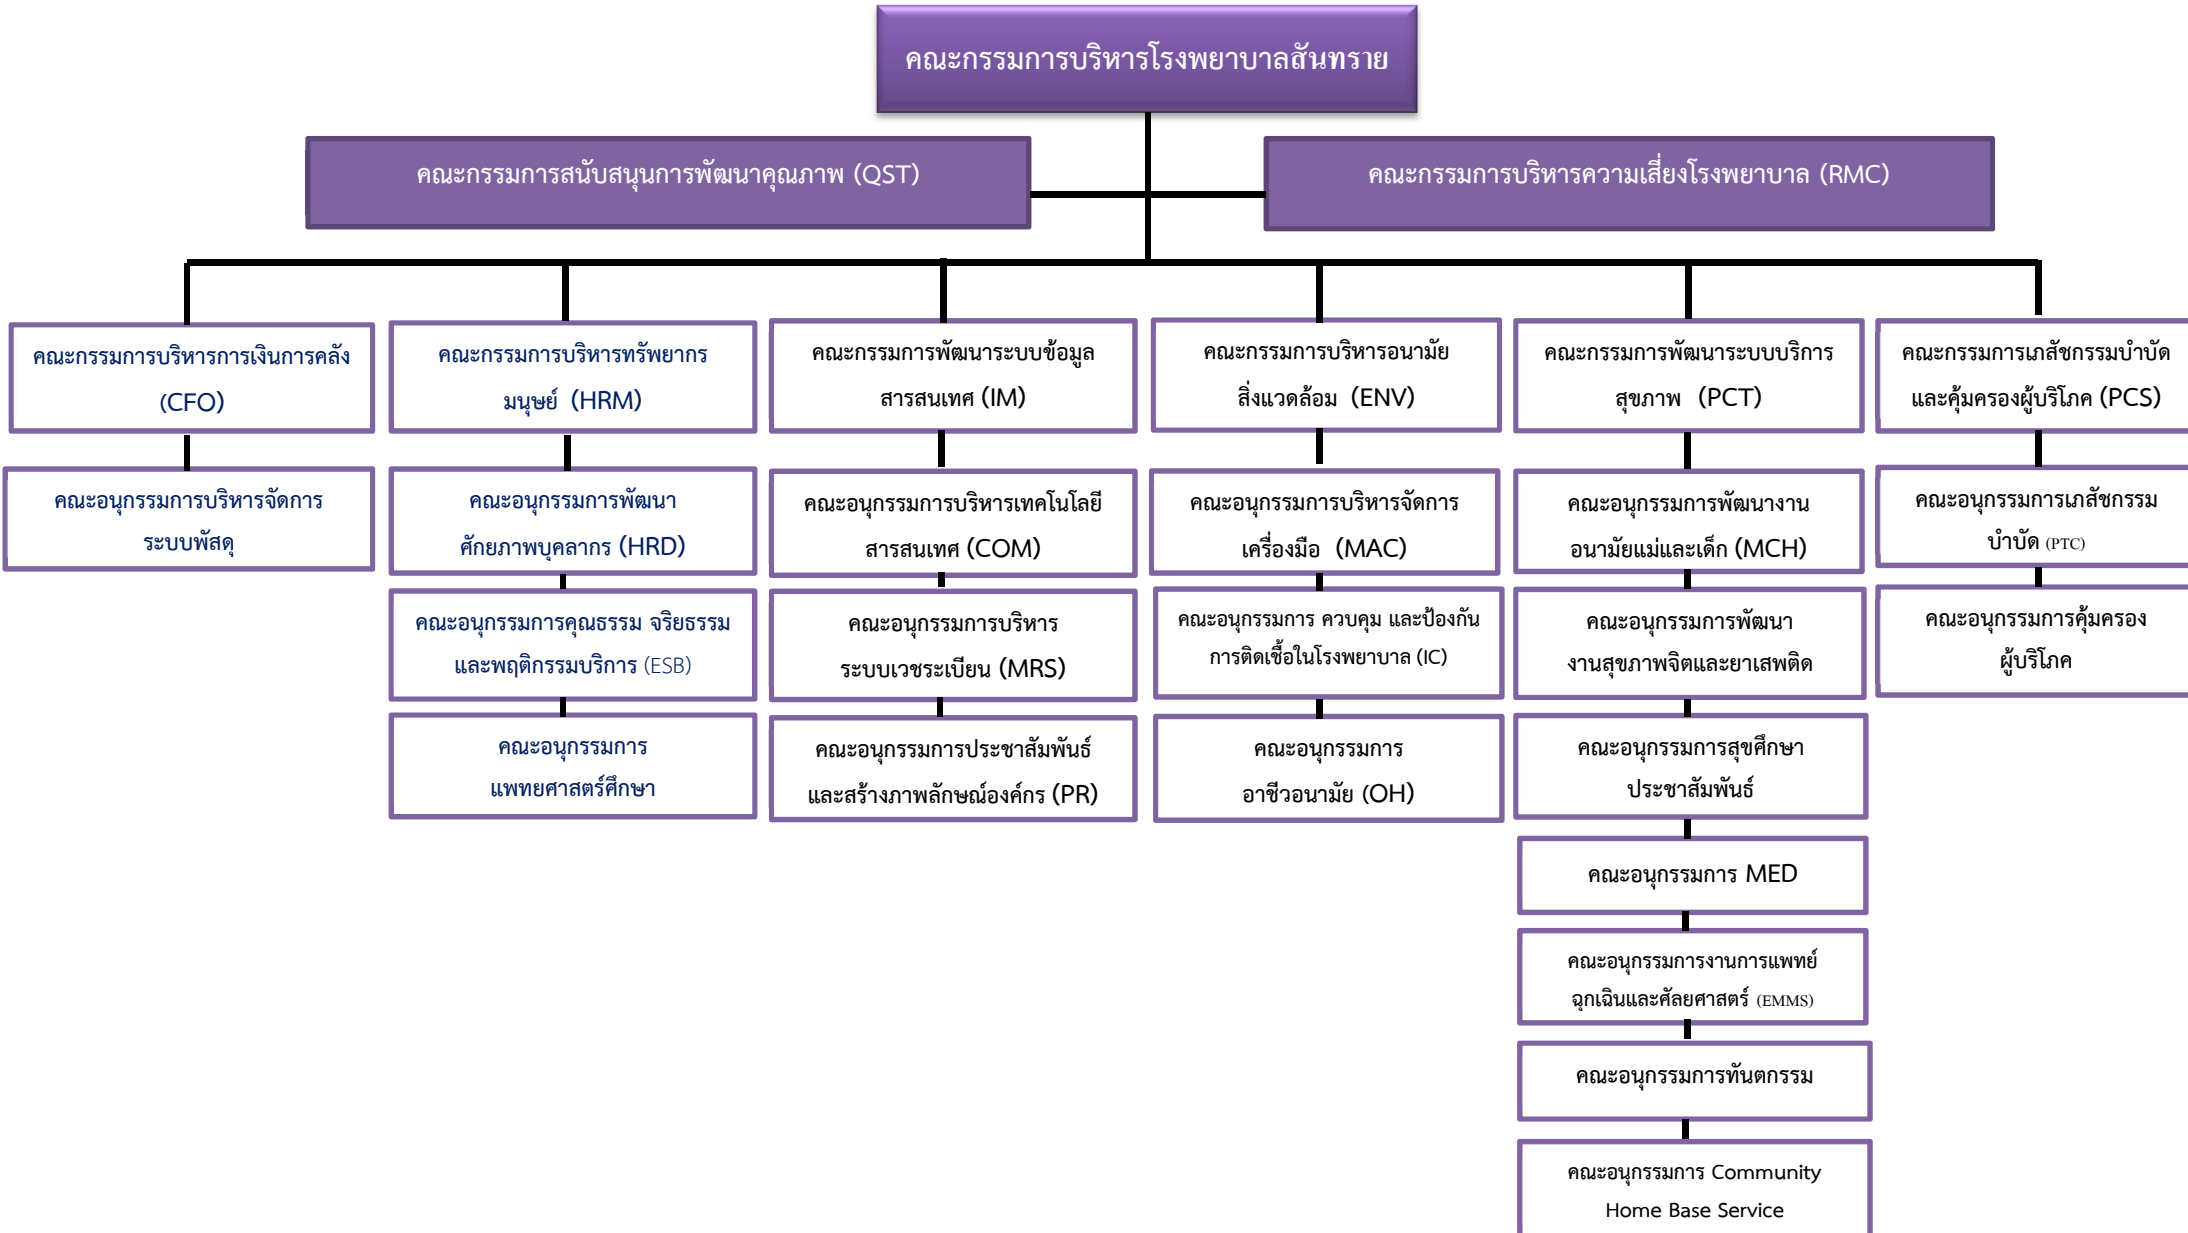 คณะกรรมการบริหารโรงพยาบาลสันทราย
คณะกรรมการสนับสนุนการพัฒนาคุณภาพ (QST)
คณะกรรมการบริหารความเสี่ยงโรงพยาบาล (RMC)
คณะกรรมการบริหารการเงินการคลัง
(CFO)
คณะอนุกรรมการบริหารจัดการ
ระบบพัสดุ
คณะกรรมการบริหารทรัพยากร
มนุษย์ (HRM)
คณะอนุกรรมการพัฒนา
ศักยภาพบุคลากร (HRD)
คณะอนุกรรมการคุณธรรม จริยธรรม
และพฤติกรรมบริการ (ESB)
คณะอนุกรรมการ
แพทยศาสตร์ศึกษา
คณะกรรมการพัฒนาระบบข้อมูล
สารสนเทศ (IM)
คณะอนุกรรมการบริหารเทคโนโลยี
สารสนเทศ (COM)
คณะอนุกรรมการบริหาร
ระบบเวชระเบียน (MRS)
คณะอนุกรรมการประชาสัมพันธ์
และสร้างภาพลักษณ์องค์กร (PR)
คณะกรรมการบริหารอนามัย
สิ่งแวดล้อม (ENV)
คณะอนุกรรมการบริหารจัดการ
เครื่องมือ (MAC)
คณะอนุกรรมการ ควบคุม และป้องกัน
การติดเชื้อในโรงพยาบาล (IC)
คณะอนุกรรมการ
อาชีวอนามัย (OH)
คณะกรรมการพัฒนาระบบบริการ
สุขภาพ (PCT)
คณะอนุกรรมการพัฒนางาน
อนามัยแม่และเด็ก (MCH)
คณะอนุกรรมการพัฒนา
งานสุขภาพจิตและยาเสพติด
คณะอนุกรรมการสุขศึกษา
ประชาสัมพันธ์
คณะอนุกรรมการ MED
คณะอนุกรรมการงานการแพทย์
ฉุกเฉินและศัลยศาสตร์ (EMMS)
คณะอนุกรรมการทันตกรรม
คณะอนุกรรมการ Community
Home Base Service
คณะกรรมการเภสัชกรรมบำบัด
และคุ้มครองผู้บริโภค (PCS)
คณะอนุกรรมการเภสัชกรรม
บำบัด (PTC)
คณะอนุกรรมการคุ้มครอง
ผู้บริโภค